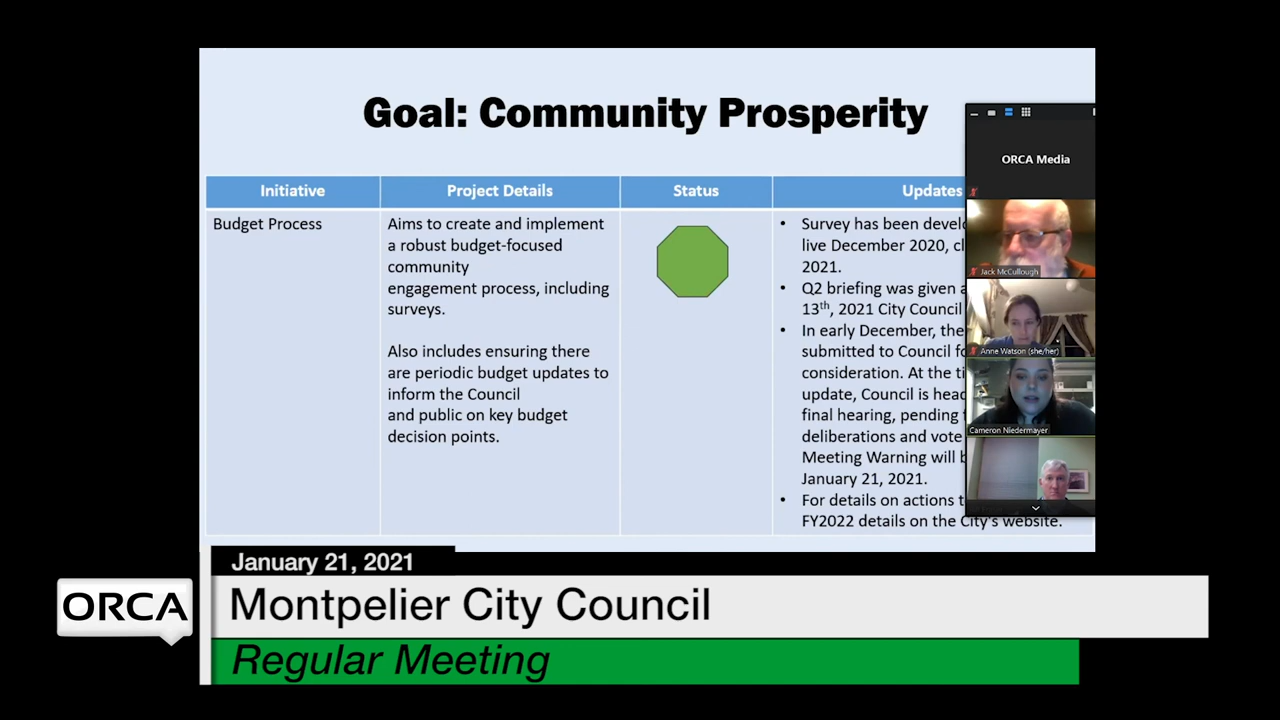 Goal: Community Prosperity
ORCA Media
Initiative
Project Details
Status
Updates
Budget Process
Aims to create and implement
a robust budget-focused
community
engagement process, including
surveys.
Also includes ensuring there
are periodic budget updates to
inform the Council
and public on key budget
decision points.
• Survey has been
live December 2020,
2021.
• Q2 briefing was given
13th, 2021 City Council
• In early December, the
submitted to Council
consideration. At the
update, Council is
final hearing, pending
deliberations and vote
Meeting Warning will
January 21, 2021.
• For details on actions
FY2022 details on the City's website.
Jack McCullough
Anne Watson (she/her)
Cameron Niedermayer
January 21, 2021
ORCA
Montpelier City Council
Regular Meeting